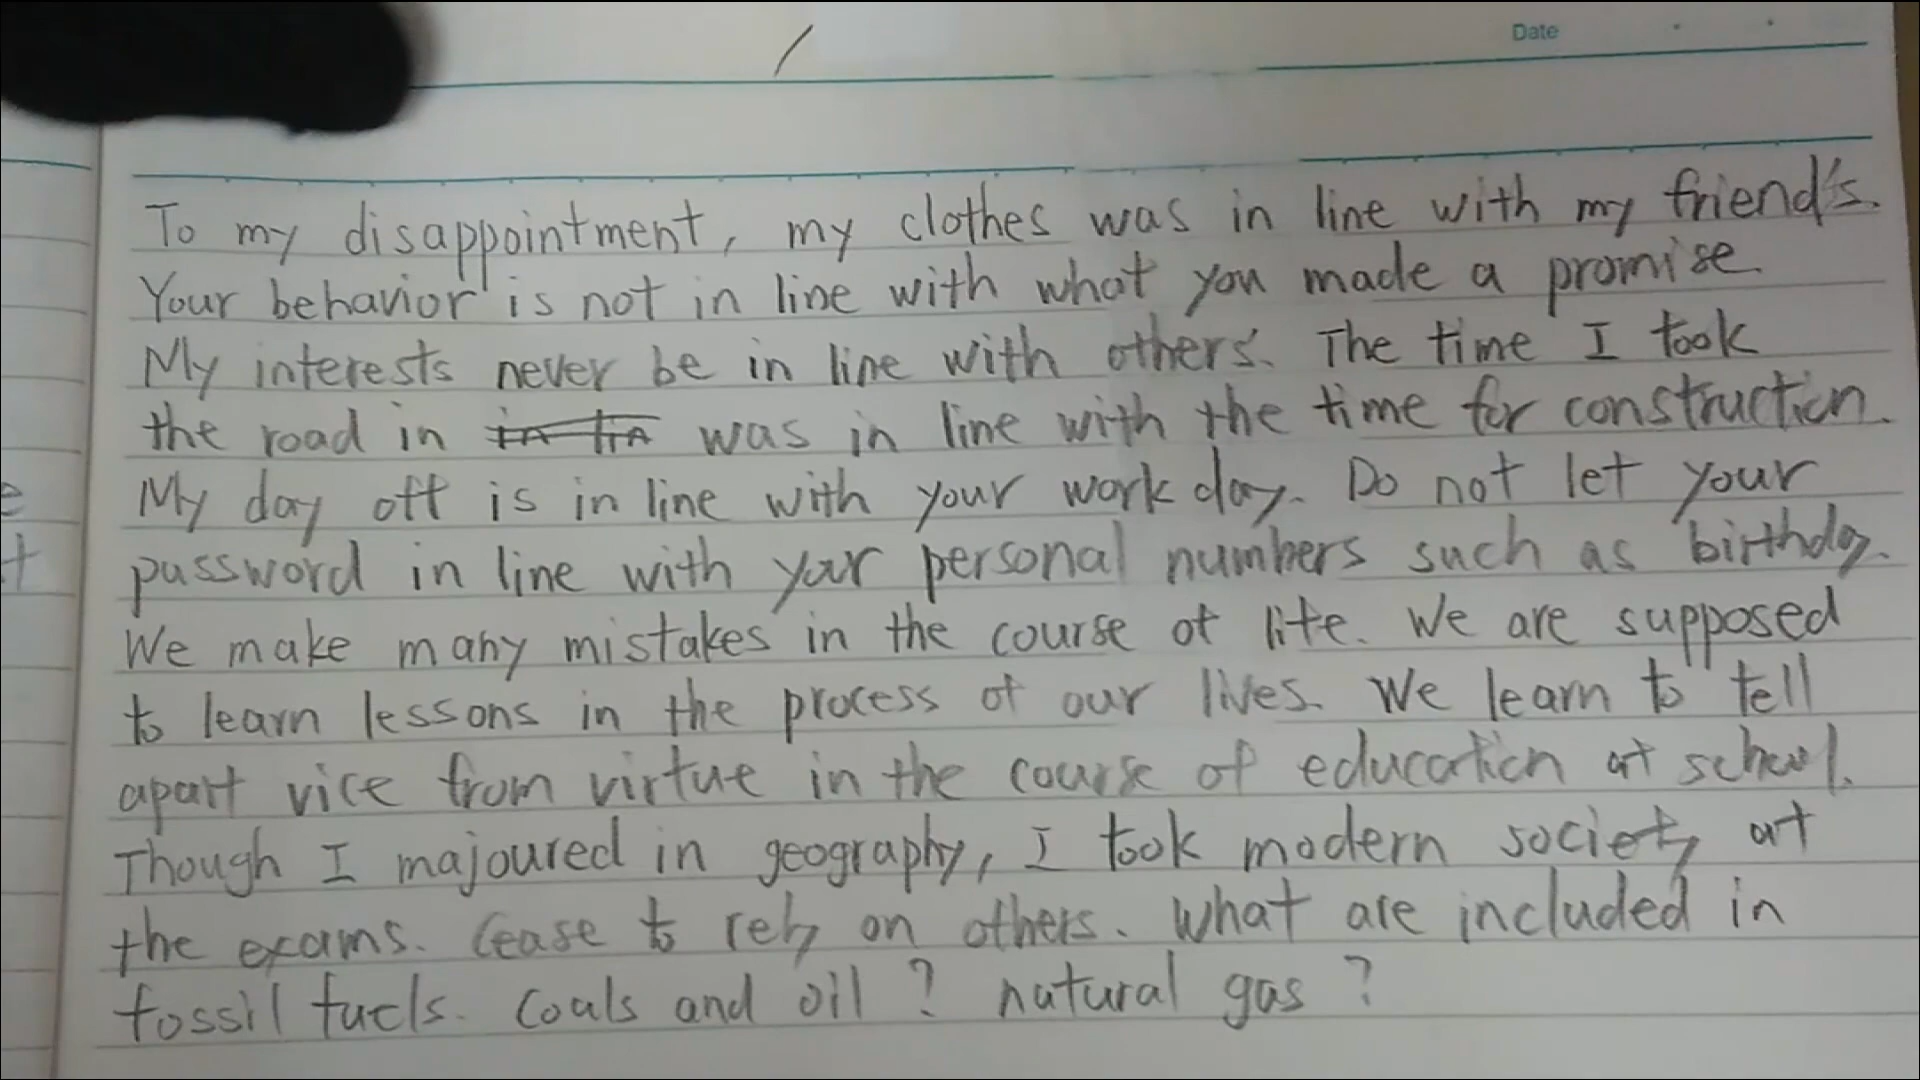 Date
To my disappointment, my clothes was in line with my friend's.
Your behavior is not in line with what you made a promise.
My interests never be in line with others. The time I took
the road in was in line with the time for construction.
My day off is in line with your work day. Do not let your
password in line with your personal numbers such as birthday.
We make many mistakes in the course of life. We are supposed
to learn lessons in the process of our lives. We learn to tell
apart vice from virtue in the course of education at school.
Though I majoured in geography, I took modern society at
the exams. Cease to rely on others. What are included in
fossil fuels. Coals and oil? natural gas?